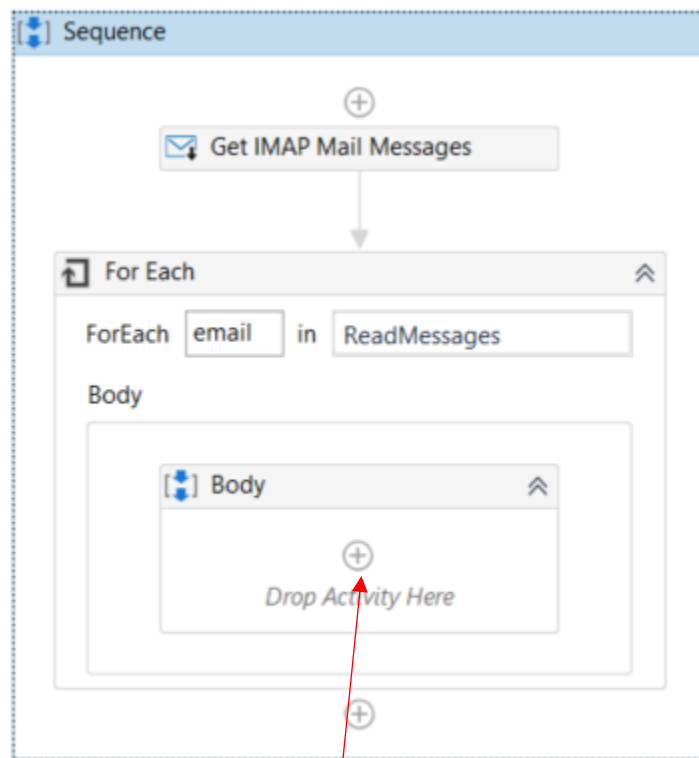 Sequence
Get IMAP Mail Messages
For Each
ForEach email in ReadMessages
Body
Body
Drop Activity Here